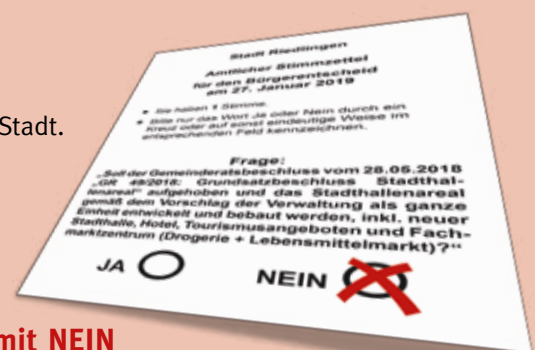 Stadt.
Stadt Riedlingen
Amtlicher Stimmzettel
für den Bürgerentscheid
am 27. Januar 2019
• Sie haben 1 Stimme.
• Bitte nur das Wort Ja oder Nein durch ein
Kreuz oder auf sonst eindeutige Weise im
entsprechenden Feld kennzeichnen.
Frage:
„Soll der Gemeinderatsbeschluss vom 28.05.2018
„GR 49/2018: Grundsatzbeschluss Stadthal-
lenareal“ aufgehoben und das Stadthallenareal
gemäß dem Vorschlag der Verwaltung als ganze
Einheit entwickelt und bebaut werden, inkl. neuer
Stadthalle, Hotel, Tourismusangeboten und Fach-
marktzentrum (Drogerie + Lebensmittelmarkt)?“
JA NEIN
mit NEIN